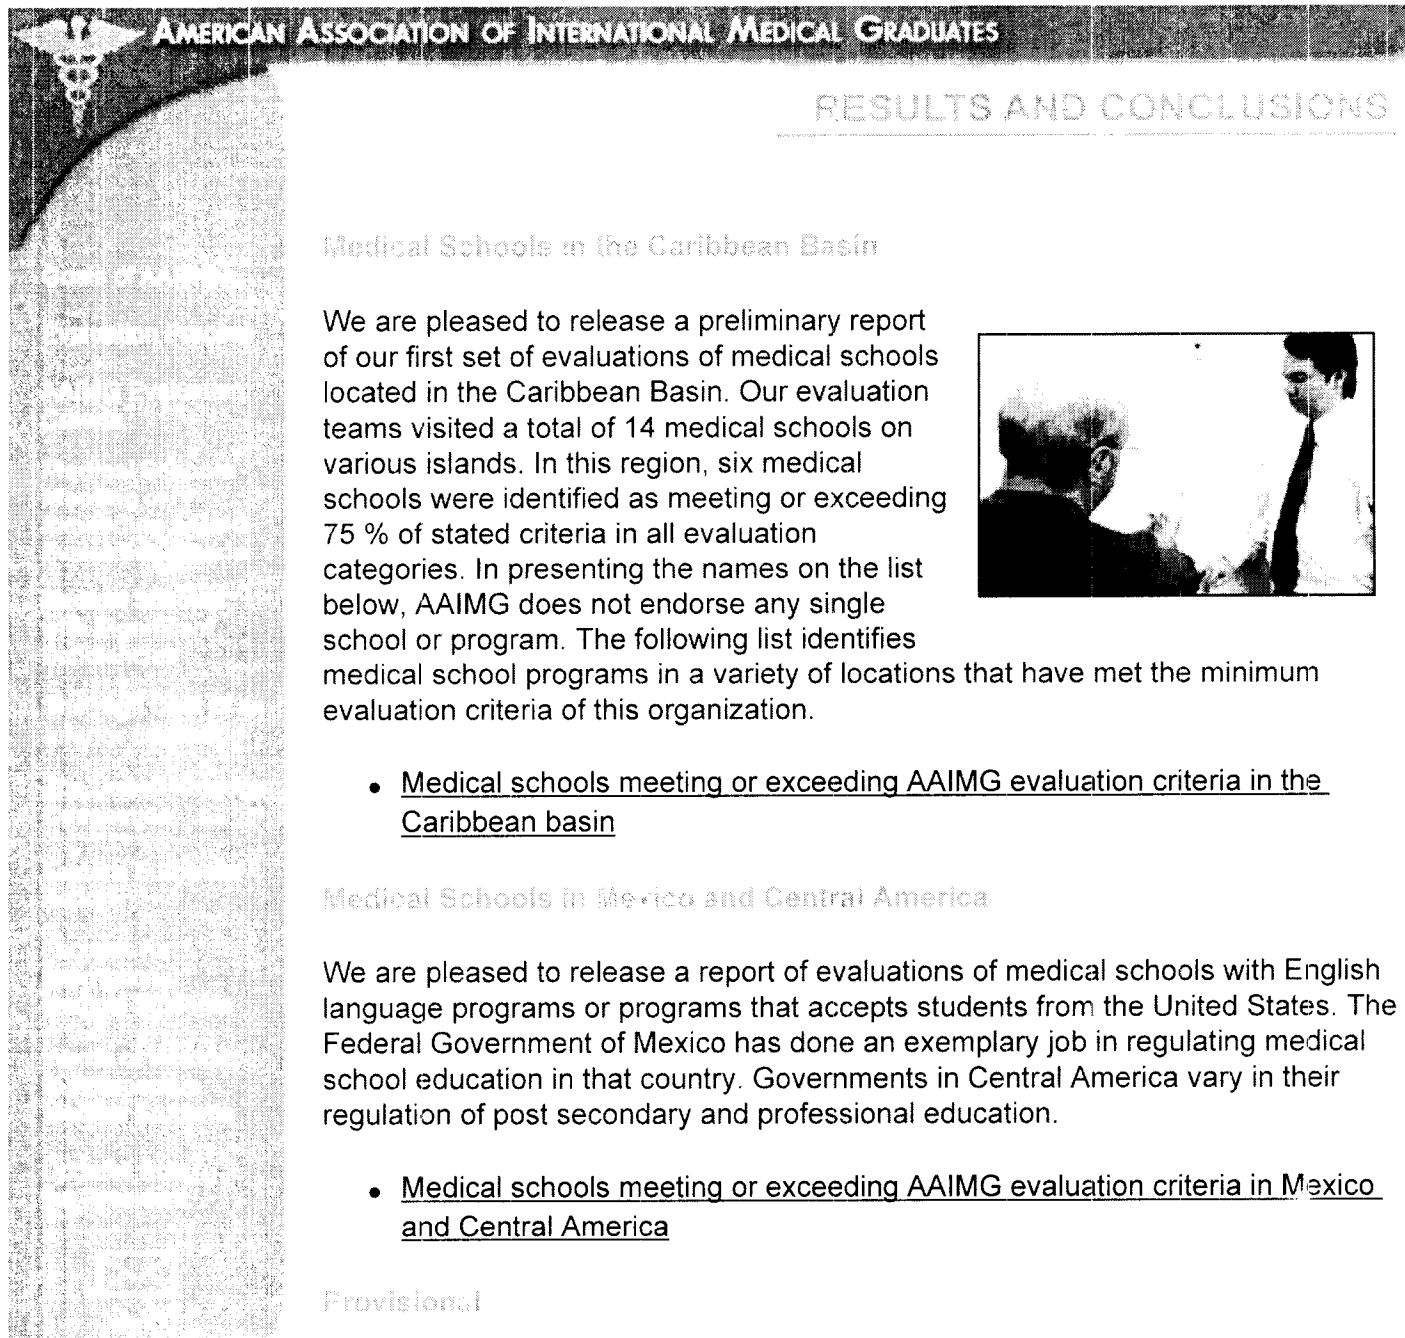 AMERICAN ASSOCIATION OF INTERNATIONAL MEDICAL GRADUATES
RESULTS AND CONCLUSIONS
Medical Schools in the Caribbean Basin
We are pleased to release a preliminary report
of our first set of evaluations of medical schools
located in the Caribbean Basin. Our evaluation
teams visited a total of 14 medical schools on
various islands. In this region, six medical
schools were identified as meeting or exceeding
75 % of stated criteria in all evaluation
categories. In presenting the names on the list
below, AAIMG does not endorse any single
school or program. The following list identifies
medical school programs in a variety of locations that have met the minimum
evaluation criteria of this organization.
• Medical schools meeting or exceeding AAIMG evaluation criteria in the
Caribbean basin
Medical Schools in Mexico and Central America
We are pleased to release a report of evaluations of medical schools with English
language programs or programs that accepts students from the United States. The
Federal Government of Mexico has done an exemplary job in regulating medical
school education in that country. Governments in Central America vary in their
regulation of post secondary and professional education.
• Medical schools meeting or exceeding AAIMG evaluation criteria in Mexico
and Central America
Provisional